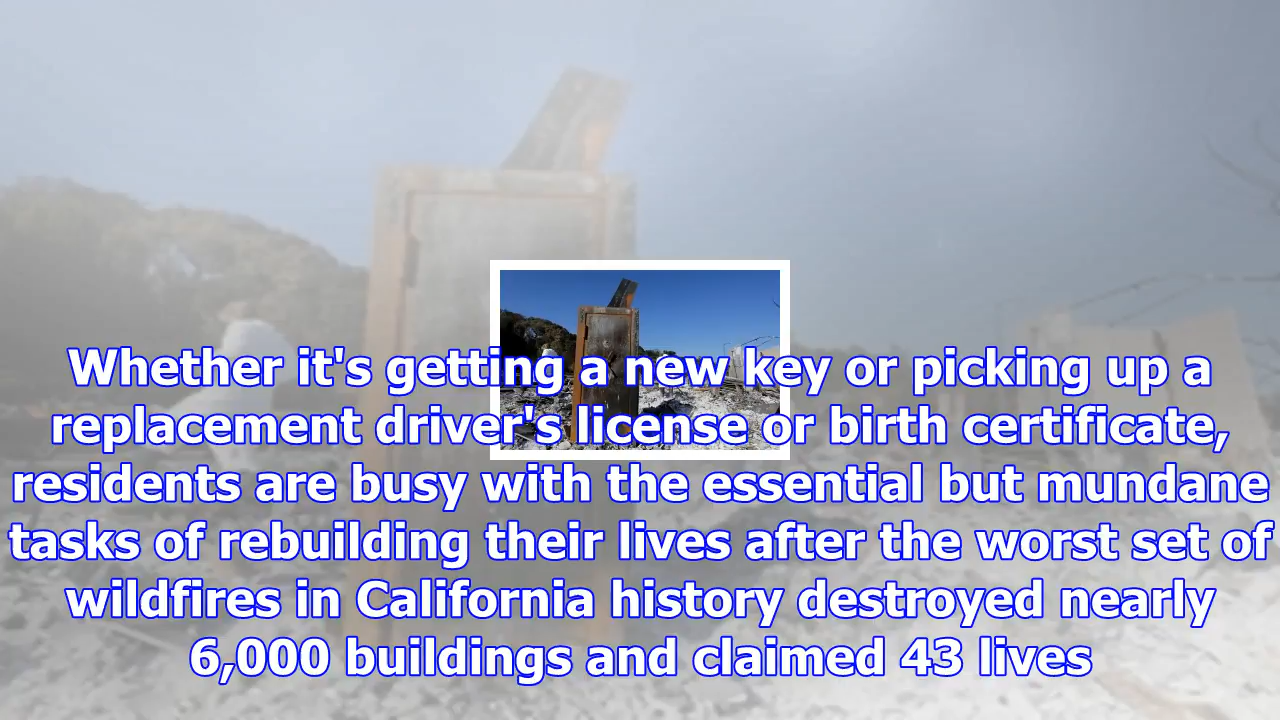 Whether it's getting a new key or picking up a
replacement driver's license or birth certificate,
residents are busy with the essential but mundane
tasks of rebuilding their lives after the worst set of
wildfires in California history destroyed nearly
6,000 buildings and claimed 43 lives